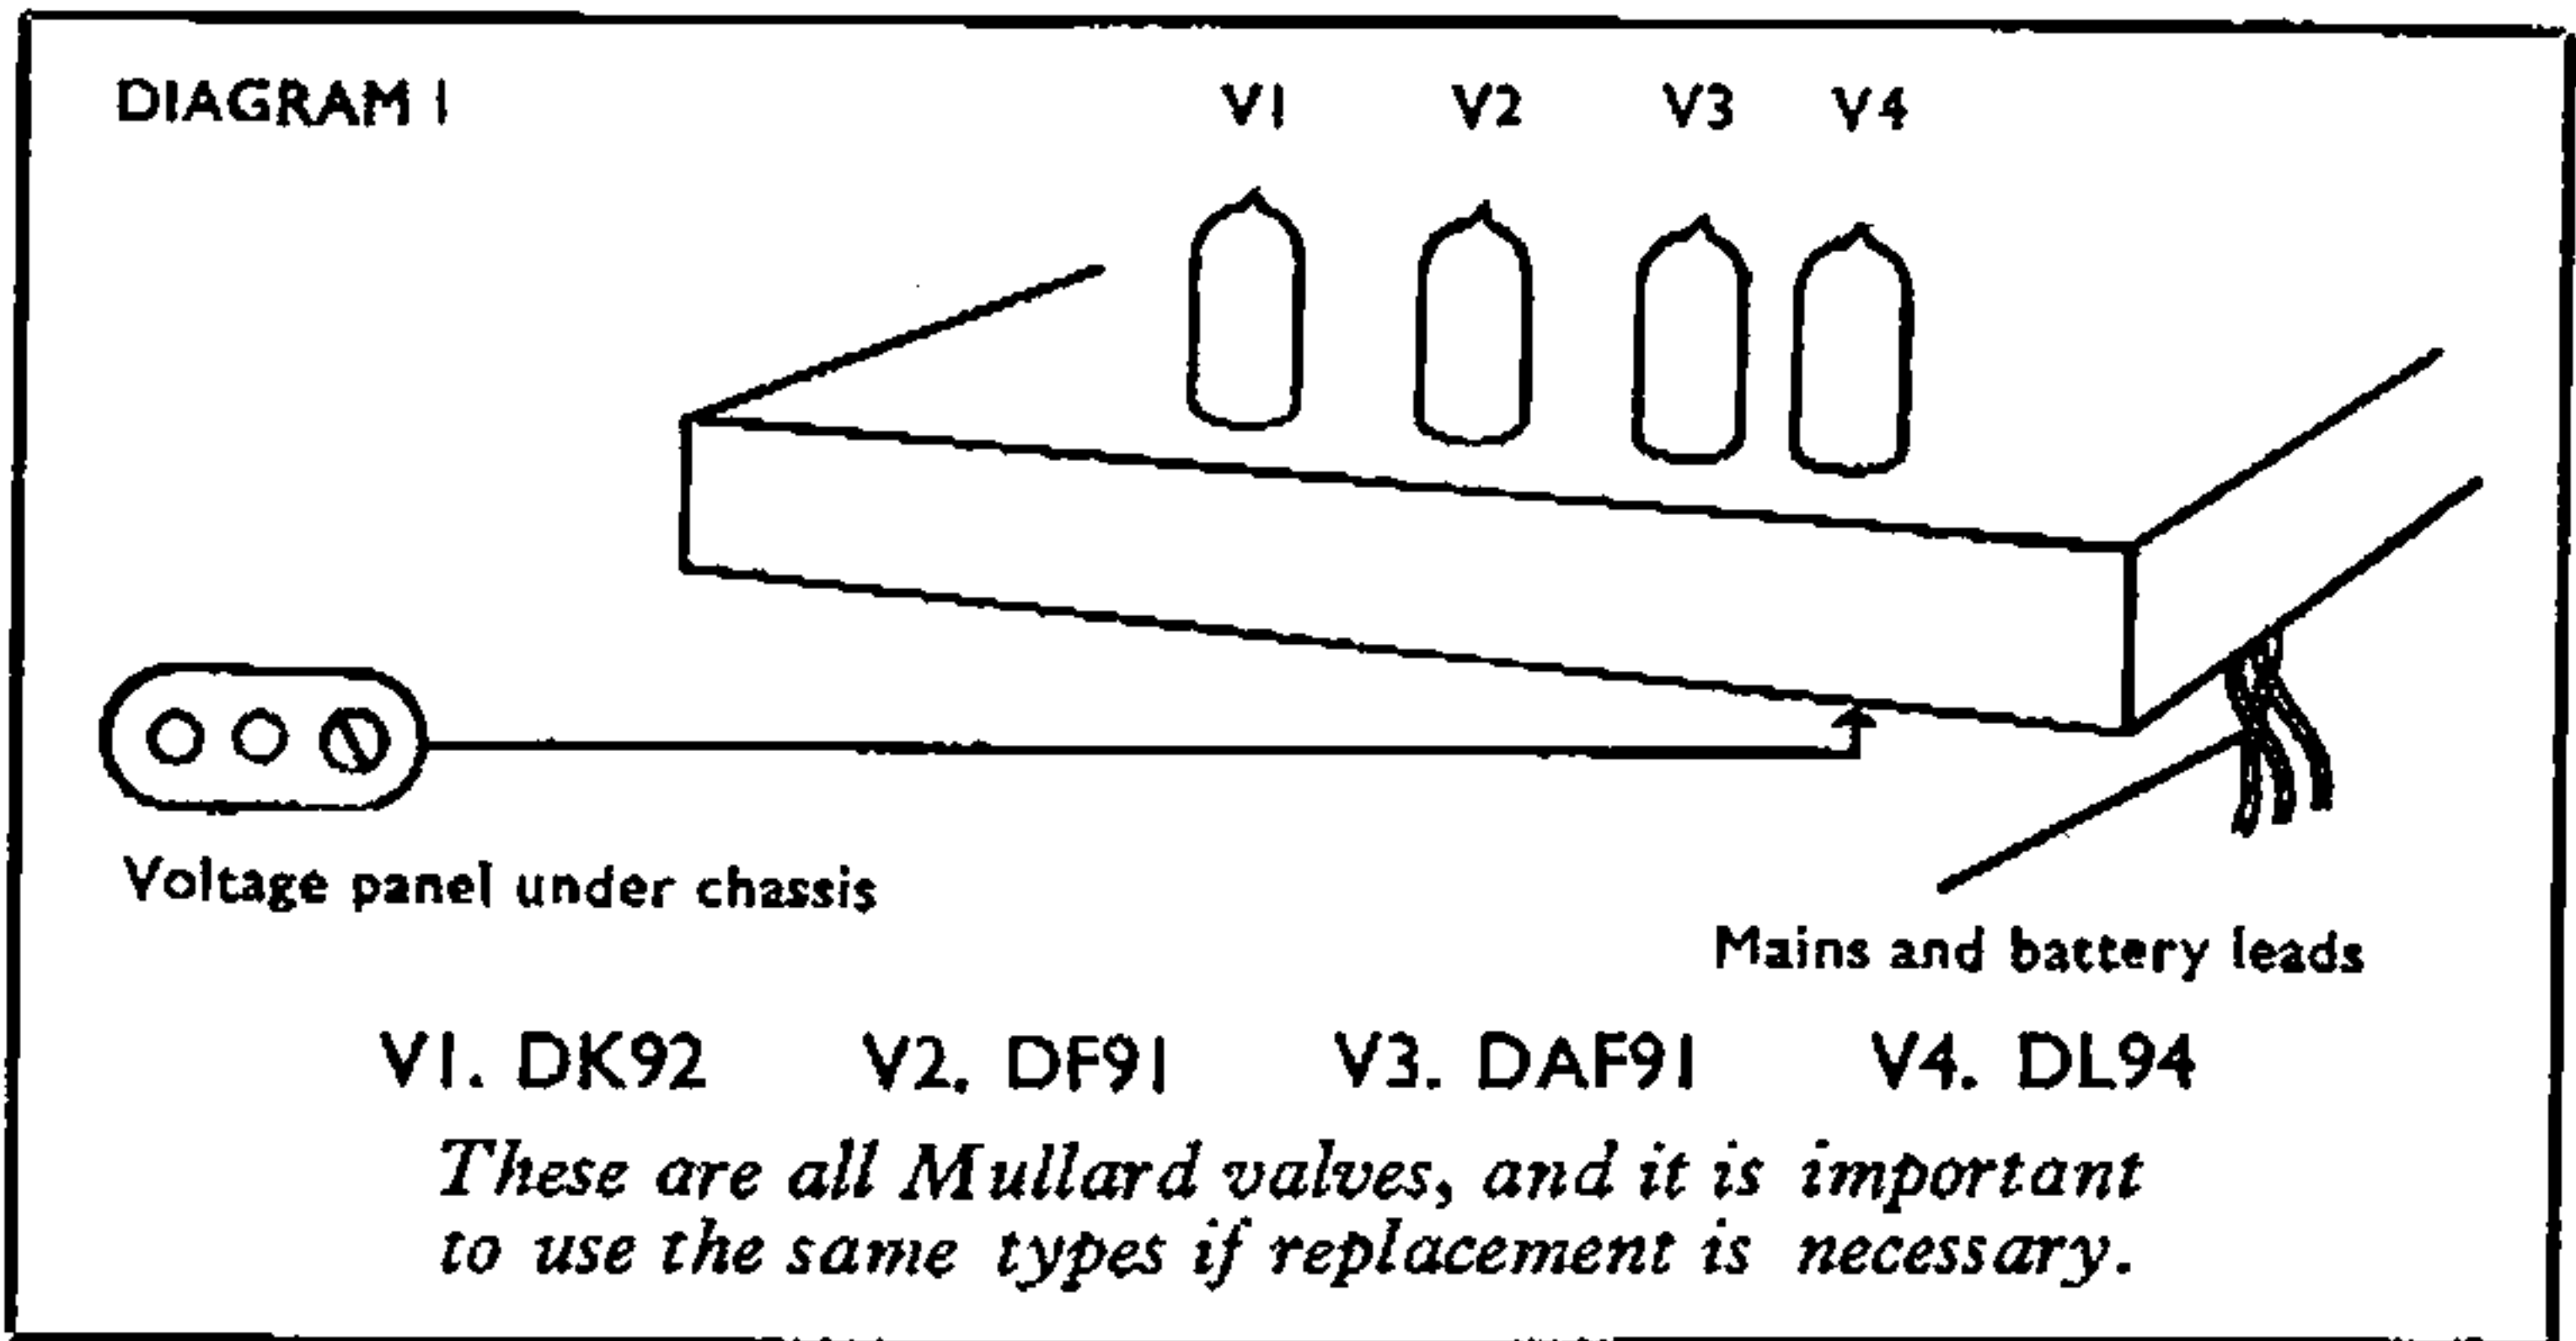 DIAGRAM 1
V1 V2 V3 V4
Voltage panel under chassis
Mains and battery leads
V1. DK92 V2. DF91 V3. DAF91 V4. DL94
These are all Mullard valves, and it is important
to use the same types if replacement is necessary.